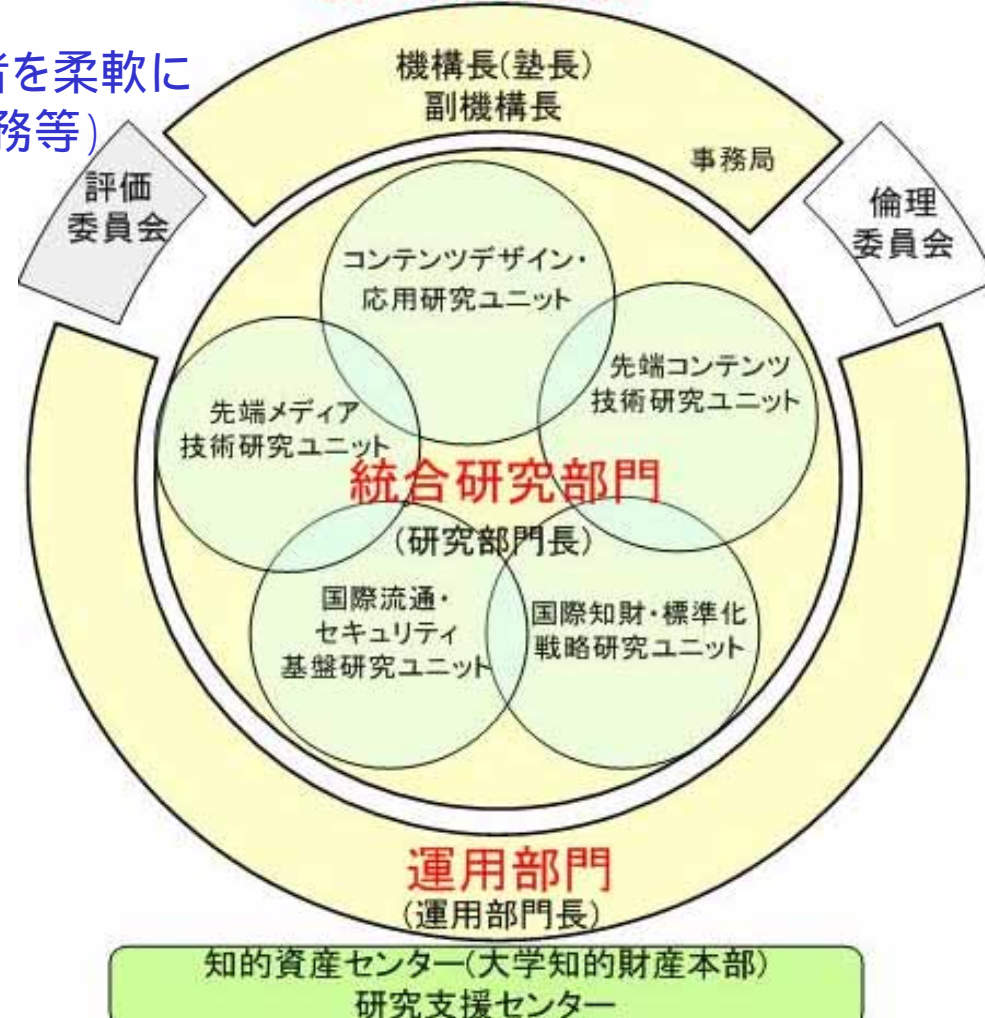 者を柔軟に
務等)
機構長(塾長)
副機構長
事務局
評価
委員会
倫理
委員会
コンテンツデザイン・
応用研究ユニット
先端コンテンツ
技術研究ユニット
先端メディア
技術研究ユニット
統合研究部門
(研究部門長)
国際流通・
セキュリティ
基盤研究ユニット
国際知財・標準化
戦略研究ユニット
運用部門
(運用部門長)
知的資産センター(大学知的財産本部)
研究支援センター